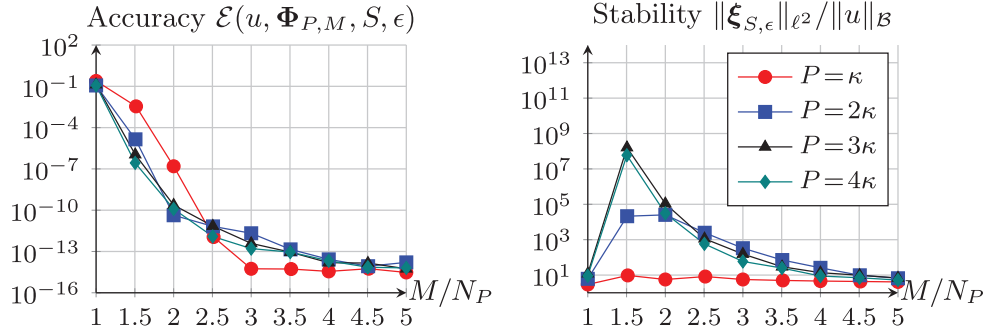 Accuracy ℰ(u, Φ_{P,M}, S, ϵ)
10^2
10^{−1}
10^{−4}
10^{−7}
10^{−10}
10^{−13}
10^{−16}
1 1.5 2 2.5 3 3.5 4 4.5 5
M/N_P
Stability ‖ξ_{S,ϵ}‖_{ℓ^2}/‖u‖_ℬ
10^{13}
10^{11}
10^9
10^7
10^5
10^3
10^1
1 1.5 2 2.5 3 3.5 4 4.5 5
M/N_P
P = κ
P = 2κ
P = 3κ
P = 4κ